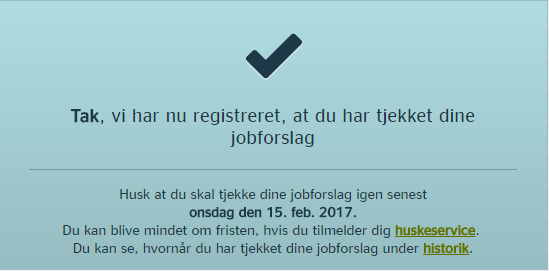 Tak, vi har nu registreret, at du har tjekket dine
jobforslag
Husk at du skal tjekke dine jobforslag igen senest
onsdag den 15. feb. 2017.
Du kan blive mindet om fristen, hvis du tilmelder dig huskeservice.
Du kan se, hvornår du har tjekket dine jobforslag under historik.